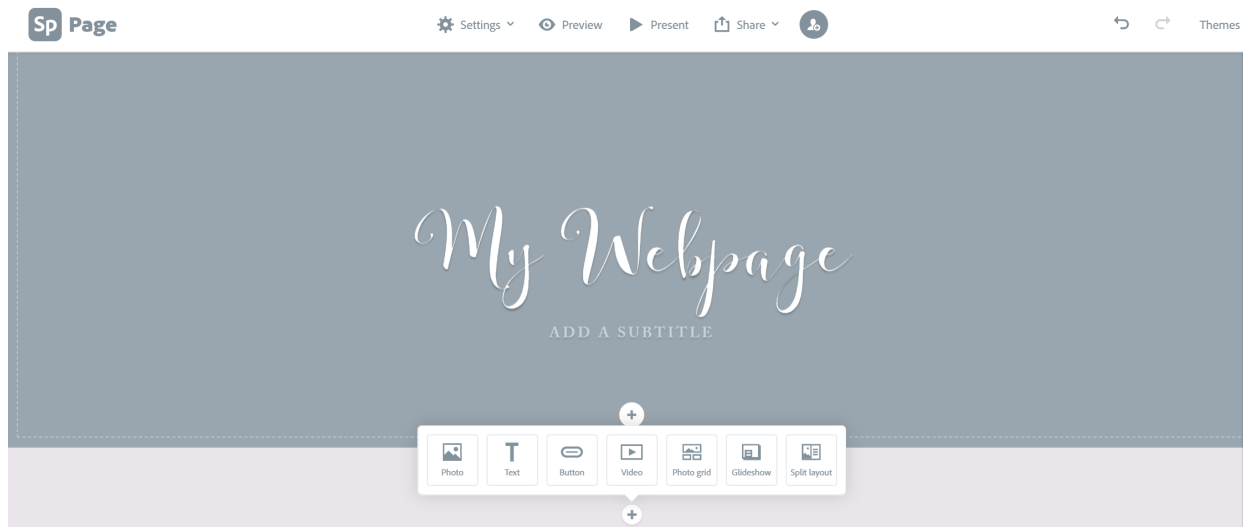 Sp Page Settings Preview Present Share Themes
My Webpage
ADD A SUBTITLE
Photo Text Button Video Photo grid Glideshow Split layout